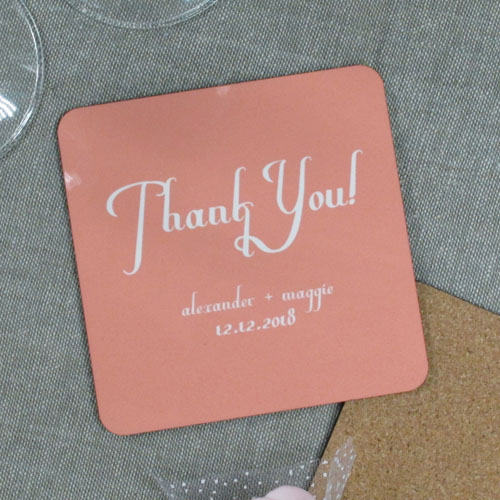 Thank You!
alexander + maggie
12.12.2018